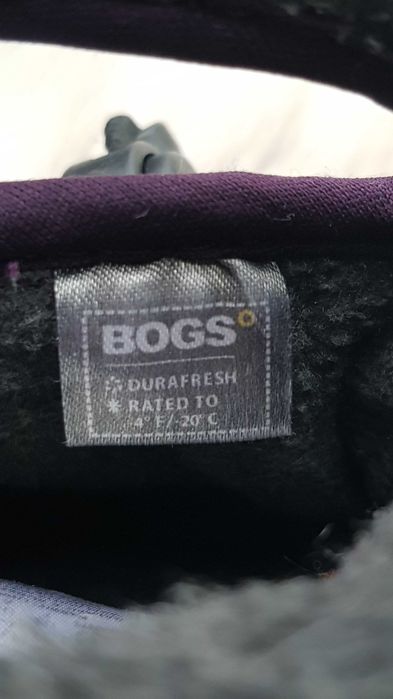 BOGS°
DURAFRESH
RATED TO
4° F/-20° C